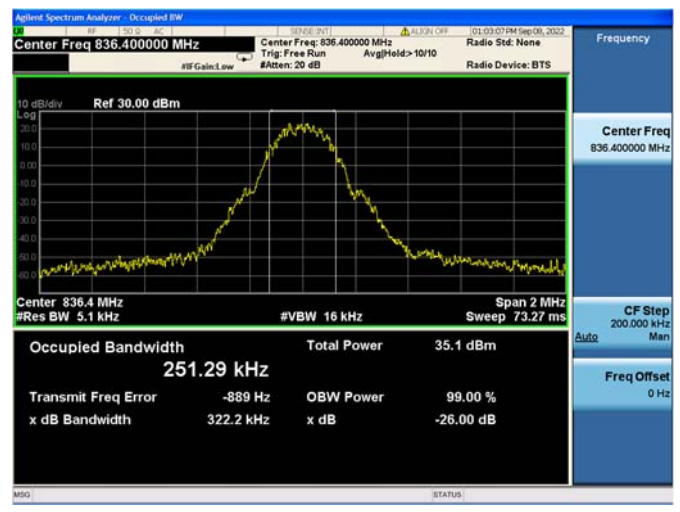 Agilent Spectrum Analyzer - Occupied BW
RF 50 Ω AC SENSE:INT ALIGN OFF 01:03:07 PM Sep 08, 2022
Center Freq 836.400000 MHz
Center Freq: 836.400000 MHz
Radio Std: None
Trig: Free Run
Avg|Hold:>10/10
#IFGain:Low
#Atten: 20 dB
Radio Device: BTS
10 dB/div
Ref 30.00 dBm
Log
20.0
10.0
0.00
-10.0
-20.0
-30.0
-40.0
-50.0
-60.0
Center 836.4 MHz
Span 2 MHz
#Res BW 5.1 kHz
#VBW 16 kHz
Sweep 73.27 ms
Occupied Bandwidth
Total Power 35.1 dBm
251.29 kHz
Transmit Freq Error -889 Hz
OBW Power 99.00 %
x dB Bandwidth 322.2 kHz
x dB -26.00 dB
MSG
STATUS
Frequency
Center Freq
836.400000 MHz
CF Step
200.000 kHz
Auto Man
Freq Offset
0 Hz